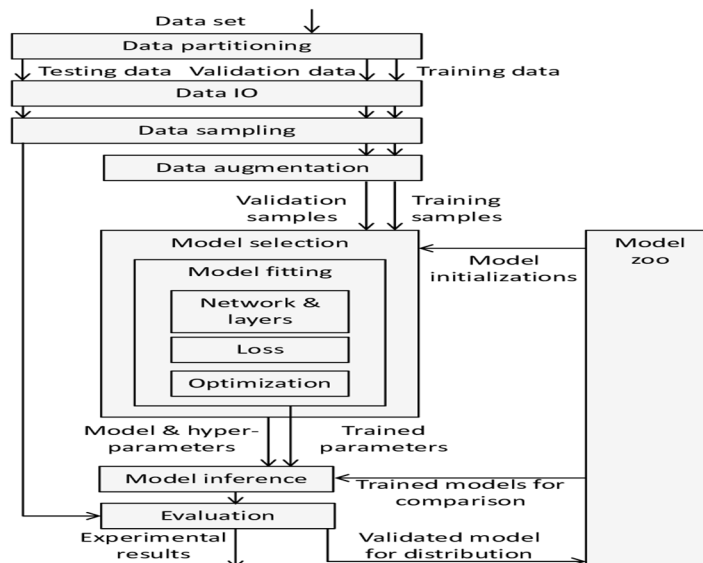 Data set
Data partitioning
Testing data Validation data Training data
Data IO
Data sampling
Data augmentation
Validation
samples
Training
samples
Model selection
Model
zoo
Model
initializations
Model fitting
Network &
layers
Loss
Optimization
Model & hyper-
parameters
Trained
parameters
Model inference
Trained models for
comparison
Evaluation
Experimental
results
Validated model
for distribution